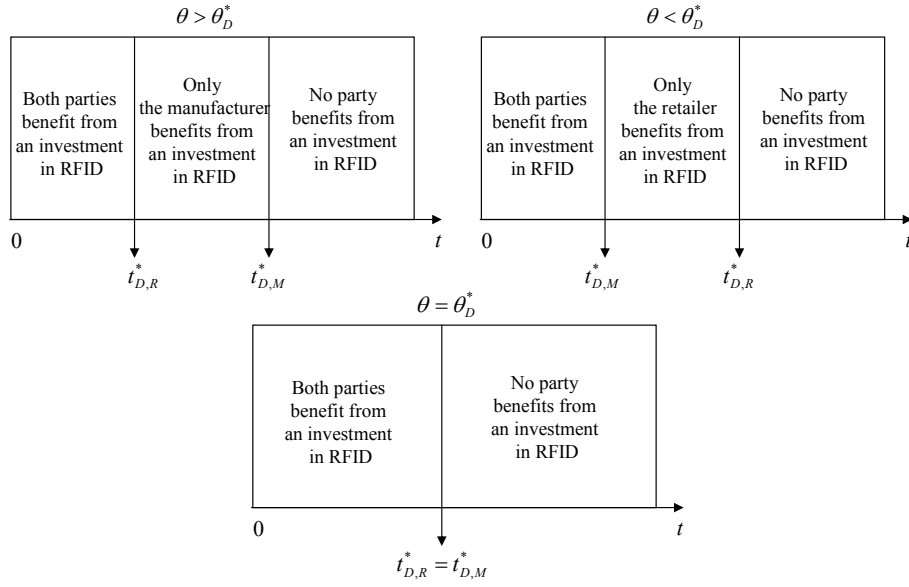 θ > θ*_D
Both parties
benefit from
an investment
in RFID
Only
the manufacturer
benefits from
an investment
in RFID
No party
benefits from
an investment
in RFID
0
t
t*_{D,R}
t*_{D,M}
θ < θ*_D
Both parties
benefit from
an investment
in RFID
Only
the retailer
benefits from
an investment
in RFID
No party
benefits from
an investment
in RFID
0
t
t*_{D,M}
t*_{D,R}
θ = θ*_D
Both parties
benefit from
an investment
in RFID
No party
benefits from
an investment
in RFID
0
t
t*_{D,R} = t*_{D,M}